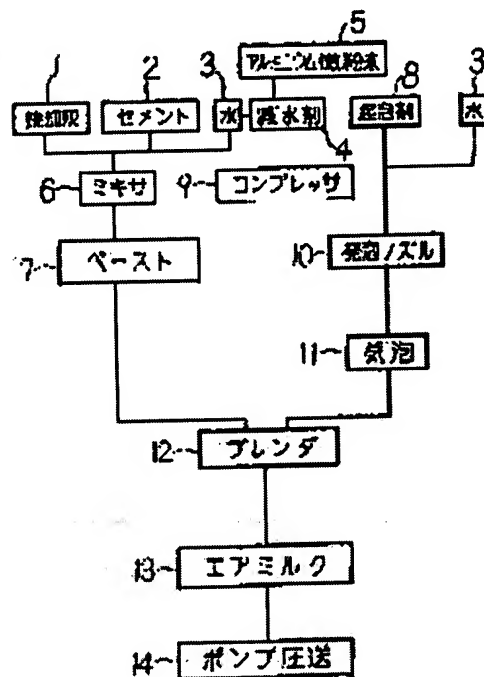 5
アルミニウム微粉末
1 2 3 8 3
焼却灰 セメント 水 減水剤 起泡剤 水
4
6 ミキサ 9 コンプレッサ
7 ペースト 10 発泡ノズル
11 気泡
12 ブレンダ
13 エアミルク
14 ポンプ圧送